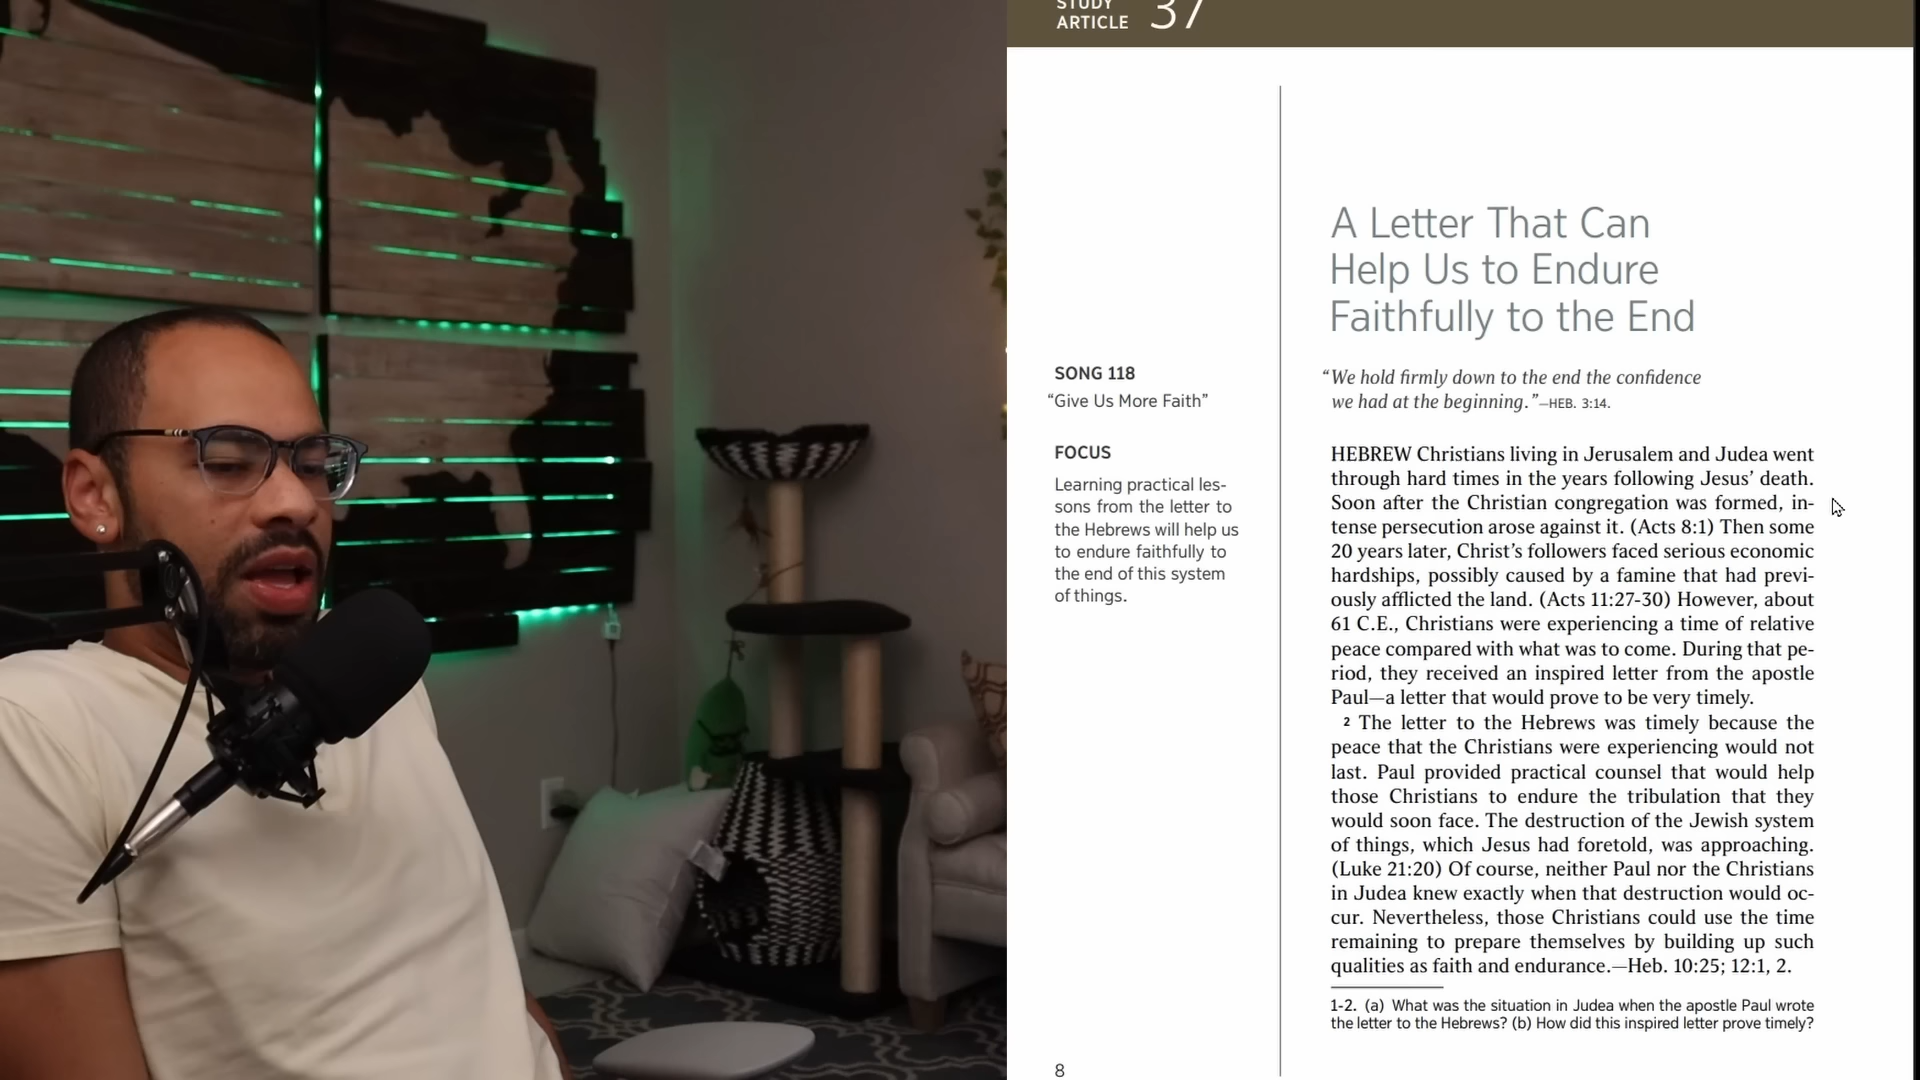 STUDY
ARTICLE 37
A Letter That Can
Help Us to Endure
Faithfully to the End
SONG 118
“Give Us More Faith”
FOCUS
Learning practical les-
sons from the letter to
the Hebrews will help us
to endure faithfully to
the end of this system
of things.
“We hold firmly down to the end the confidence
we had at the beginning.”—HEB. 3:14.
HEBREW Christians living in Jerusalem and Judea went
through hard times in the years following Jesus’ death.
Soon after the Christian congregation was formed, in-
tense persecution arose against it. (Acts 8:1) Then some
20 years later, Christ’s followers faced serious economic
hardships, possibly caused by a famine that had previ-
ously afflicted the land. (Acts 11:27-30) However, about
61 C.E., Christians were experiencing a time of relative
peace compared with what was to come. During that pe-
riod, they received an inspired letter from the apostle
Paul—a letter that would prove to be very timely.
2 The letter to the Hebrews was timely because the
peace that the Christians were experiencing would not
last. Paul provided practical counsel that would help
those Christians to endure the tribulation that they
would soon face. The destruction of the Jewish system
of things, which Jesus had foretold, was approaching.
(Luke 21:20) Of course, neither Paul nor the Christians
in Judea knew exactly when that destruction would oc-
cur. Nevertheless, those Christians could use the time
remaining to prepare themselves by building up such
qualities as faith and endurance.—Heb. 10:25; 12:1, 2.
1-2. (a) What was the situation in Judea when the apostle Paul wrote
the letter to the Hebrews? (b) How did this inspired letter prove timely?
8